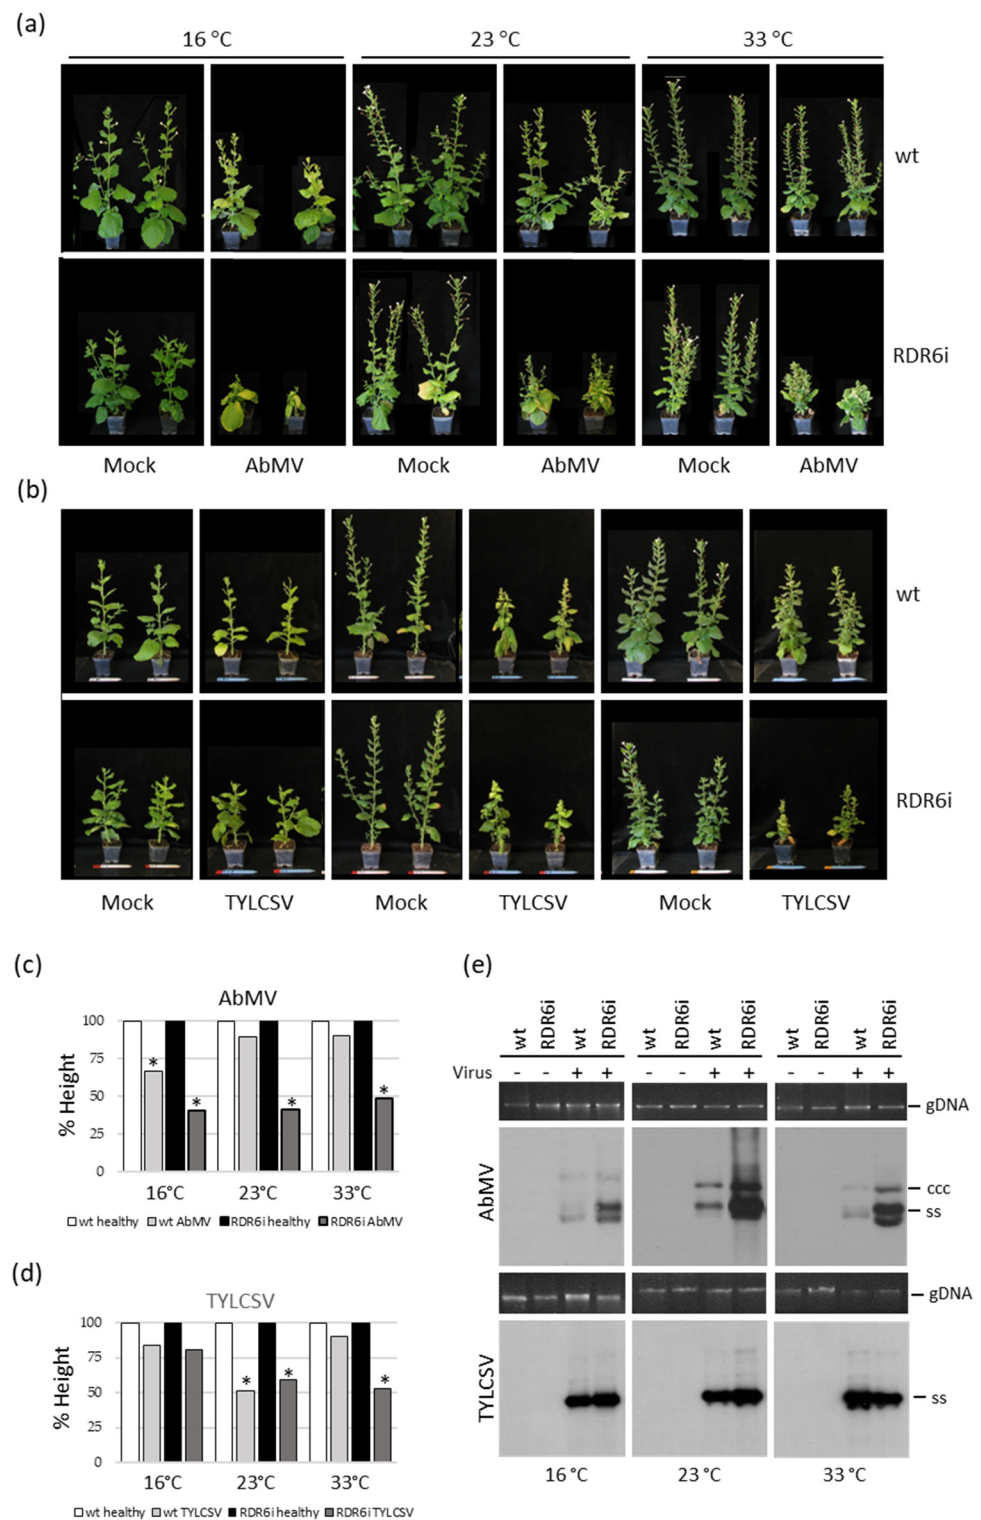 (a)
16 °C 23 °C 33 °C
wt
RDR6i
Mock AbMV Mock AbMV Mock AbMV
(b)
wt
RDR6i
Mock TYLCSV Mock TYLCSV Mock TYLCSV
(c)
AbMV
% Height
100
75
50
25
0
* * * *
16°C 23°C 33°C
wt healthy wt AbMV RDR6i healthy RDR6i AbMV
(d)
TYLCSV
% Height
100
75
50
25
0
* * *
16°C 23°C 33°C
wt healthy wt TYLCSV RDR6i healthy RDR6i TYLCSV
(e)
wt RDR6i wt RDR6i wt RDR6i wt RDR6i wt RDR6i wt RDR6i
Virus - - + + - - + + - - + +
gDNA
AbMV
ccc
ss
gDNA
TYLCSV
ss
16 °C 23 °C 33 °C